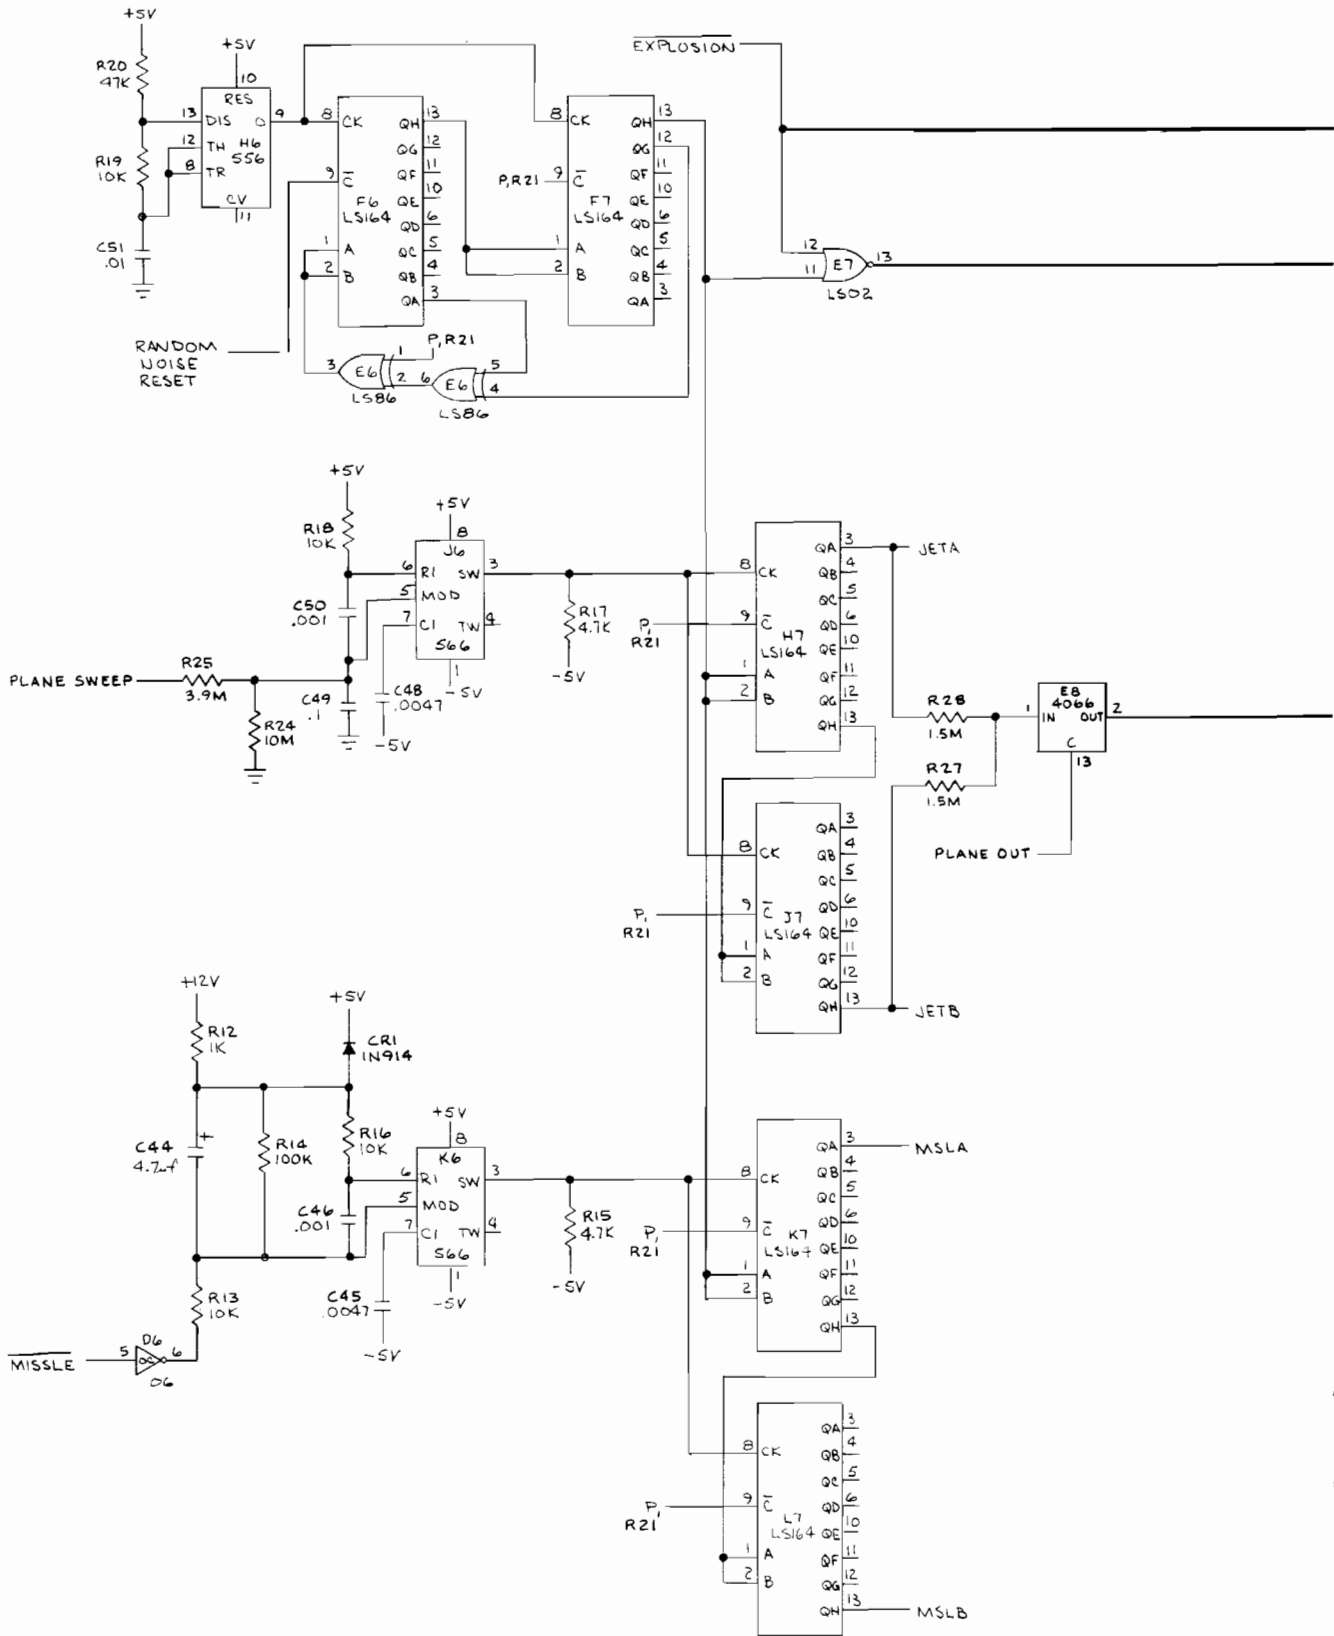 +5V
R20
47K
+5V
10
RES
13 DIS O 9
12 TH H6
556
8 TR
CV
11
R19
10K
C51
.01
8 CK
9 C
F6
LS164
1 A
2 B
QH 13
QG 12
QF 11
QE 10
QD 6
QC 5
QB 4
QA 3
8 CK
P,R21 9 C
F7
LS164
1 A
2 B
QH 13
QG 12
QF 11
QE 10
QD 6
QC 5
QB 4
QA 3
EXPLOSION
12
11
E7
13
LS02
RANDOM
NOISE
RESET
P,R21
3 E6 1
2
LS86
6 E6 5
4
LS86
+5V
R18
10K
+5V
8
J6
6 R1 SW 3
5 MOD
7 C1 TW 4
566
1
-5V
C50
.001
PLANE SWEEP
R25
3.9M
R24
10M
C49
.1
C48
.0047
-5V
R17
4.7K
-5V
8 CK
P,
R21
9 C
H7
LS164
1 A
2 B
QA 3
QB 4
QC 5
QD 6
QE 10
QF 11
QG 12
QH 13
JETA
R28
1.5M
R27
1.5M
E8
4066
1 IN OUT 2
C
13
PLANE OUT
8 CK
P,
R21
9 C
J7
LS164
1 A
2 B
QA 3
QB 4
QC 5
QD 6
QE 10
QF 11
QG 12
QH 13
JETB
+12V
R12
1K
+5V
CR1
1N914
C44 +
4.7uf
R14
100K
R16
10K
C46
.001
+5V
8
K6
6 R1 SW 3
5 MOD
7 C1 TW 4
566
1
-5V
R13
10K
C45
.0047
-5V
R15
4.7K
-5V
MISSLE
5 D6 6
06
8 CK
P,
R21
9 C
K7
LS164
1 A
2 B
QA 3
QB 4
QC 5
QD 6
QE 10
QF 11
QG 12
QH 13
MSLA
8 CK
P,
R21
9 C
L7
LS164
1 A
2 B
QA 3
QB 4
QC 5
QD 6
QE 10
QF 11
QG 12
QH 13
MSLB